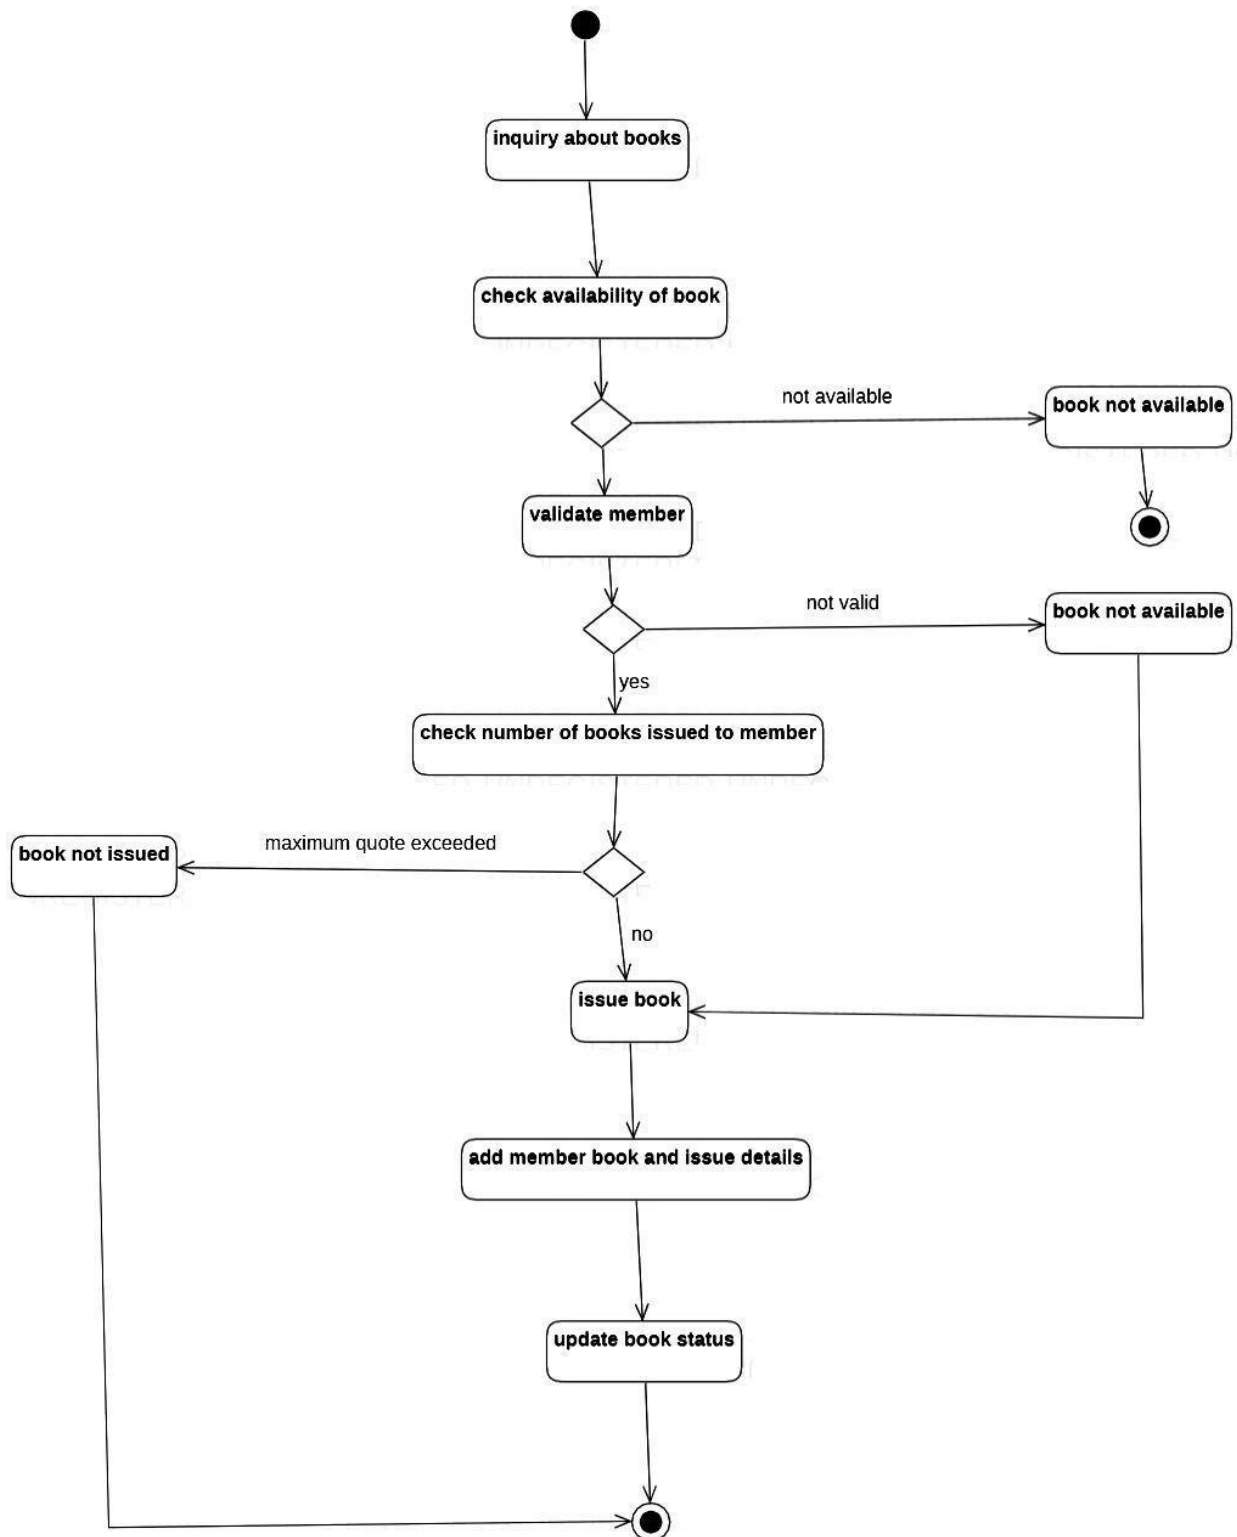 inquiry about books
check availability of book
not available
book not available
validate member
not valid
book not available
yes
check number of books issued to member
maximum quote exceeded
book not issued
no
issue book
add member book and issue details
update book status